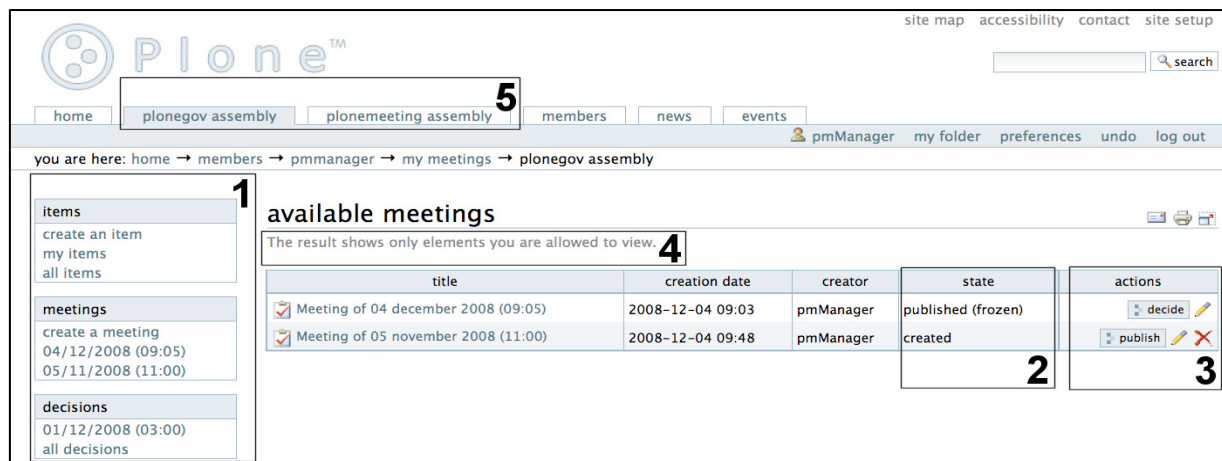 site map accessibility contact site setup
Plone™
search
5
home plonegov assembly plonemeeting assembly members news events
pmManager my folder preferences undo log out
you are here: home → members → pmmanager → my meetings → plonegov assembly
1
items
create an item
my items
all items
meetings
create a meeting
04/12/2008 (09:05)
05/11/2008 (11:00)
decisions
01/12/2008 (03:00)
all decisions
available meetings
The result shows only elements you are allowed to view.
4
title creation date creator state actions
Meeting of 04 december 2008 (09:05) 2008-12-04 09:03 pmManager published (frozen) decide
Meeting of 05 november 2008 (11:00) 2008-12-04 09:48 pmManager created publish
2 3